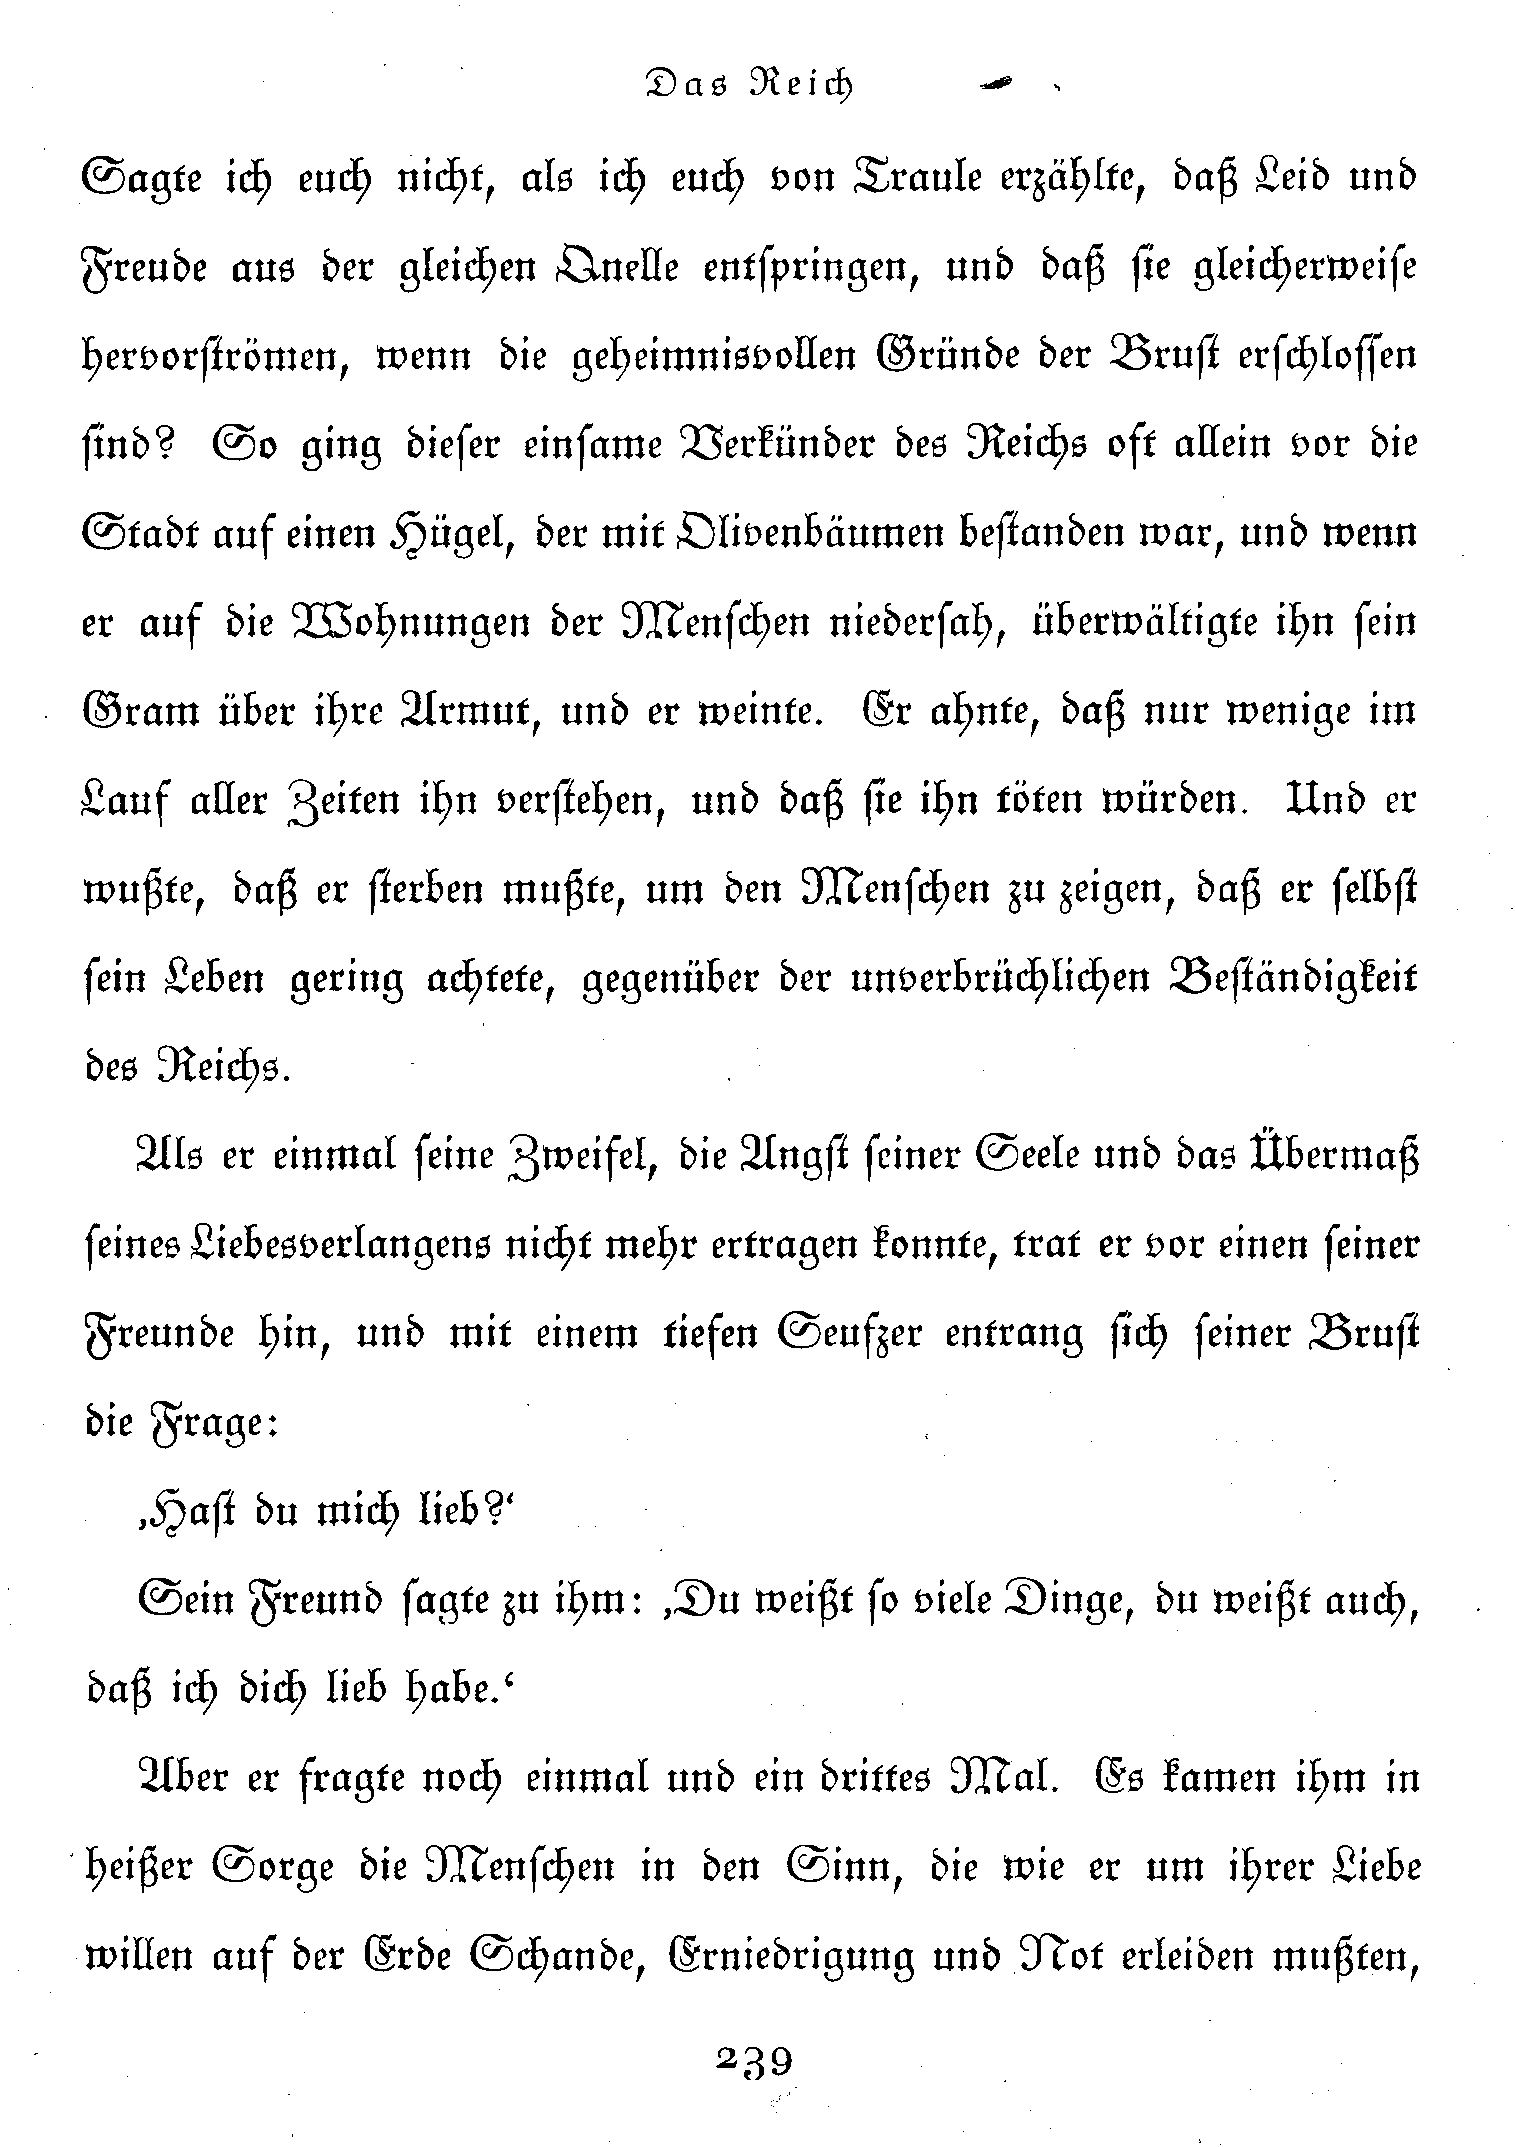 Das Reich
Sagte ich euch nicht, als ich euch von Traule erzählte, daß Leid und
Freude aus der gleichen Quelle entspringen, und daß sie gleicherweise
hervorströmen, wenn die geheimnisvollen Gründe der Brust erschlossen
sind? So ging dieser einsame Verkünder des Reichs oft allein vor die
Stadt auf einen Hügel, der mit Olivenbäumen bestanden war, und wenn
er auf die Wohnungen der Menschen niedersah, überwältigte ihn sein
Gram über ihre Armut, und er weinte. Er ahnte, daß nur wenige im
Lauf aller Zeiten ihn verstehen, und daß sie ihn töten würden. Und er
wußte, daß er sterben mußte, um den Menschen zu zeigen, daß er selbst
sein Leben gering achtete, gegenüber der unverbrüchlichen Beständigkeit
des Reichs.
Als er einmal seine Zweifel, die Angst seiner Seele und das Übermaß
seines Liebesverlangens nicht mehr ertragen konnte, trat er vor einen seiner
Freunde hin, und mit einem tiefen Seufzer entrang sich seiner Brust
die Frage:
‚Hast du mich lieb?‘
Sein Freund sagte zu ihm: ‚Du weißt so viele Dinge, du weißt auch,
daß ich dich lieb habe.‘
Aber er fragte noch einmal und ein drittes Mal. Es kamen ihm in
heißer Sorge die Menschen in den Sinn, die wie er um ihrer Liebe
willen auf der Erde Schande, Erniedrigung und Not erleiden mußten,
239